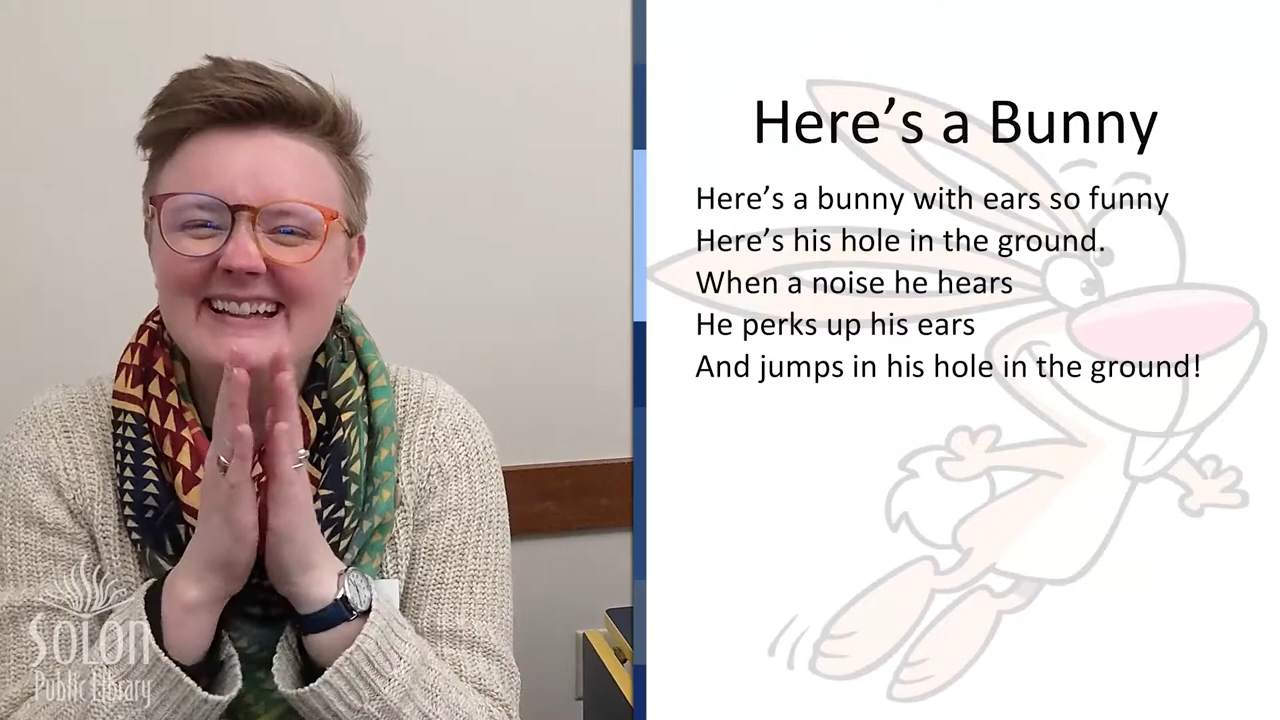 Here’s a Bunny
Here’s a bunny with ears so funny
Here’s his hole in the ground.
When a noise he hears
He perks up his ears
And jumps in his hole in the ground!
SOLON
Public Library